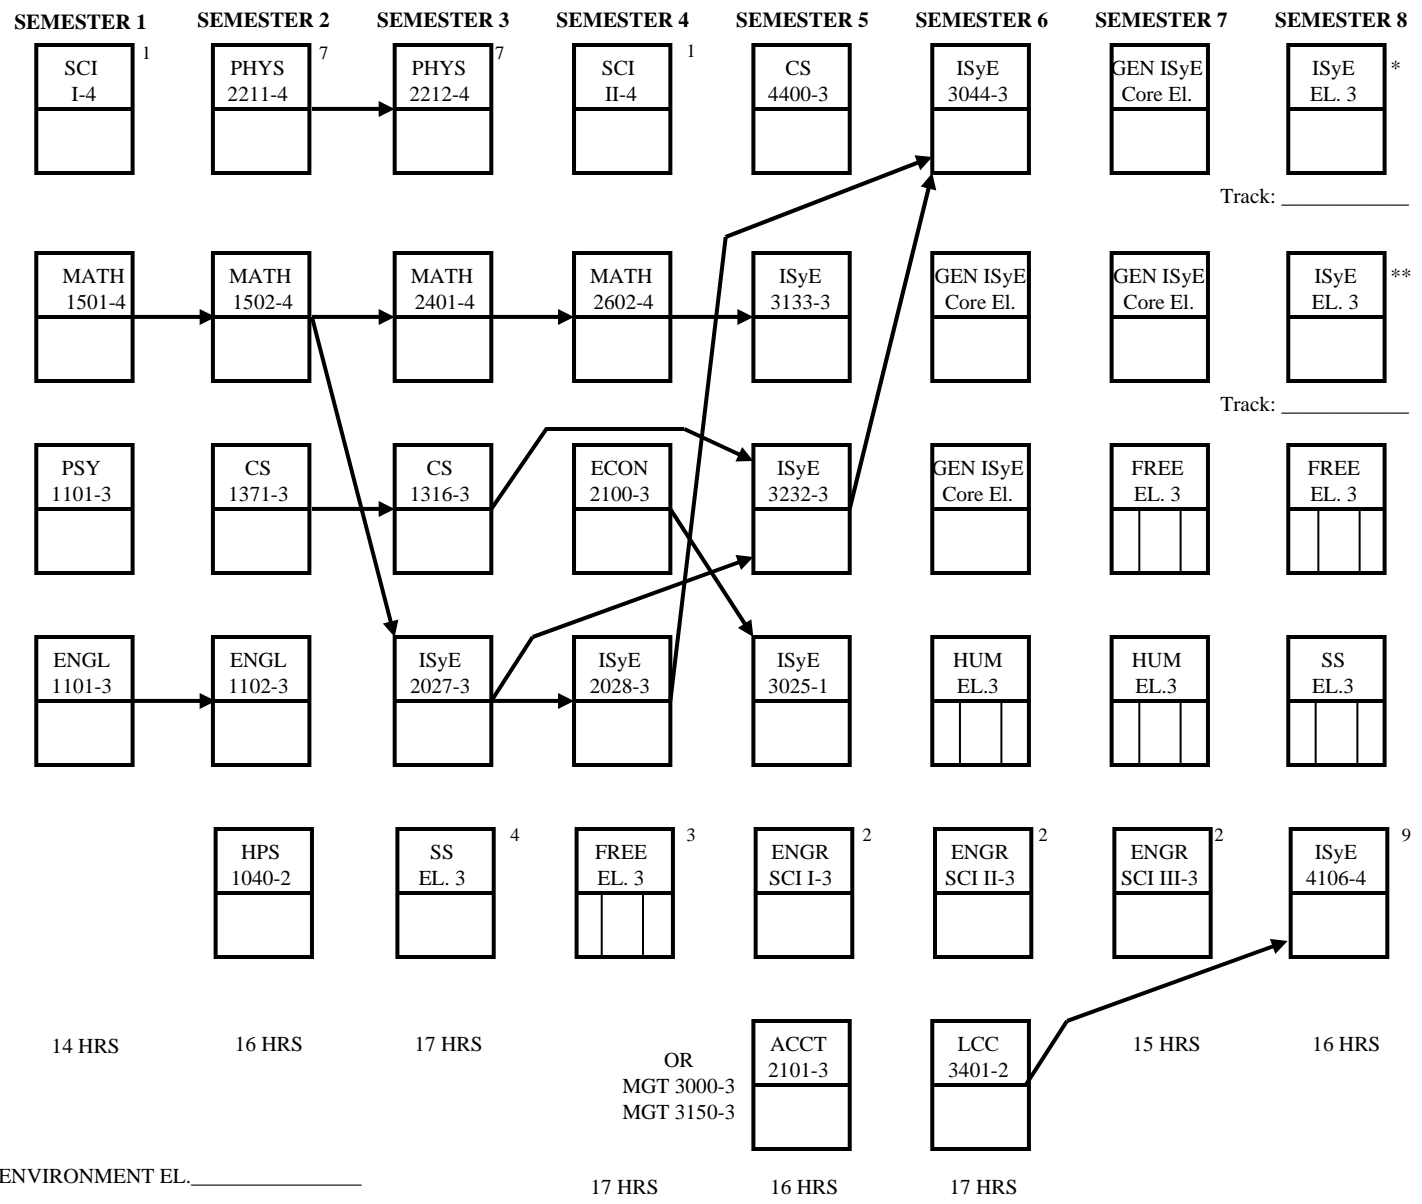 SEMESTER 1 SEMESTER 2 SEMESTER 3 SEMESTER 4 SEMESTER 5 SEMESTER 6 SEMESTER 7 SEMESTER 8
SCI
I-4
1
PHYS
2211-4
7
PHYS
2212-4
7
SCI
II-4
1
CS
4400-3
ISyE
3044-3
GEN ISyE
Core El.
ISyE
EL. 3
*
Track: ____________
MATH
1501-4
MATH
1502-4
MATH
2401-4
MATH
2602-4
ISyE
3133-3
GEN ISyE
Core El.
GEN ISyE
Core El.
ISyE
EL. 3
**
Track: ____________
PSY
1101-3
CS
1371-3
CS
1316-3
ECON
2100-3
ISyE
3232-3
GEN ISyE
Core El.
FREE
EL. 3
FREE
EL. 3
ENGL
1101-3
ENGL
1102-3
ISyE
2027-3
ISyE
2028-3
ISyE
3025-1
HUM
EL.3
HUM
EL.3
SS
EL.3
HPS
1040-2
SS
EL. 3
4
FREE
EL. 3
3
ENGR
SCI I-3
2
ENGR
SCI II-3
2
ENGR
SCI III-3
2
ISyE
4106-4
9
14 HRS
16 HRS
17 HRS
OR
MGT 3000-3
MGT 3150-3
ACCT
2101-3
LCC
3401-2
15 HRS
16 HRS
ENVIRONMENT EL.________________
17 HRS
16 HRS
17 HRS